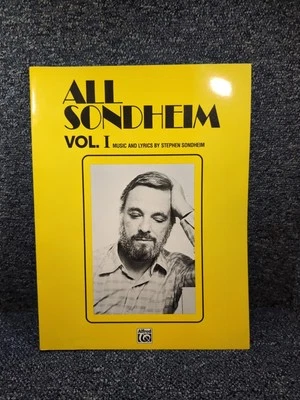 ALL
SONDHEIM
VOL. I MUSIC AND LYRICS BY STEPHEN SONDHEIM
Alfred